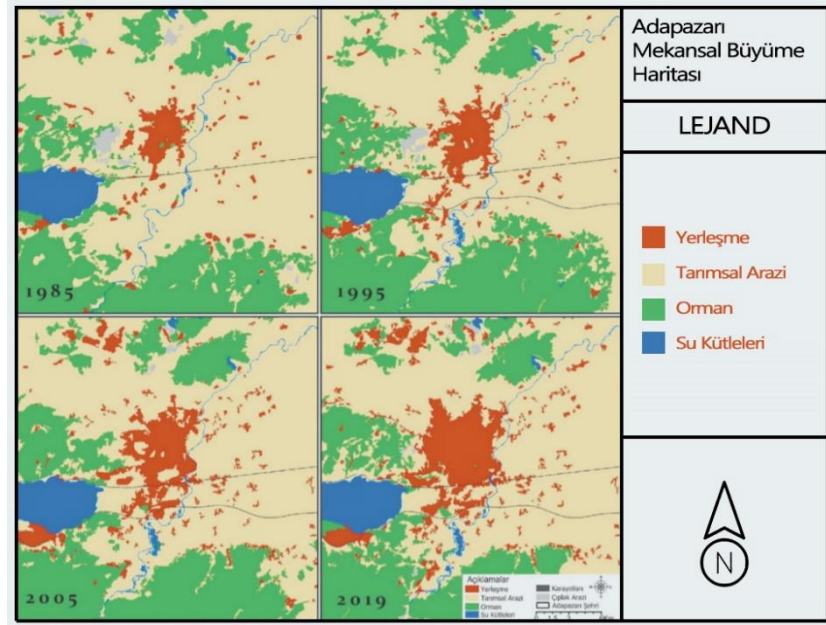 Adapazarı
Mekansal Büyüme
Haritası
LEJAND
Yerleşme
Tarımsal Arazi
Orman
Su Kütleleri
N
1985
1995
2005
2019
Açıklamalar
Yerleşme
Tarımsal Arazi
Orman
Su Kütleleri
Karayolları
Çıplak Arazi
Adapazarı Şehri